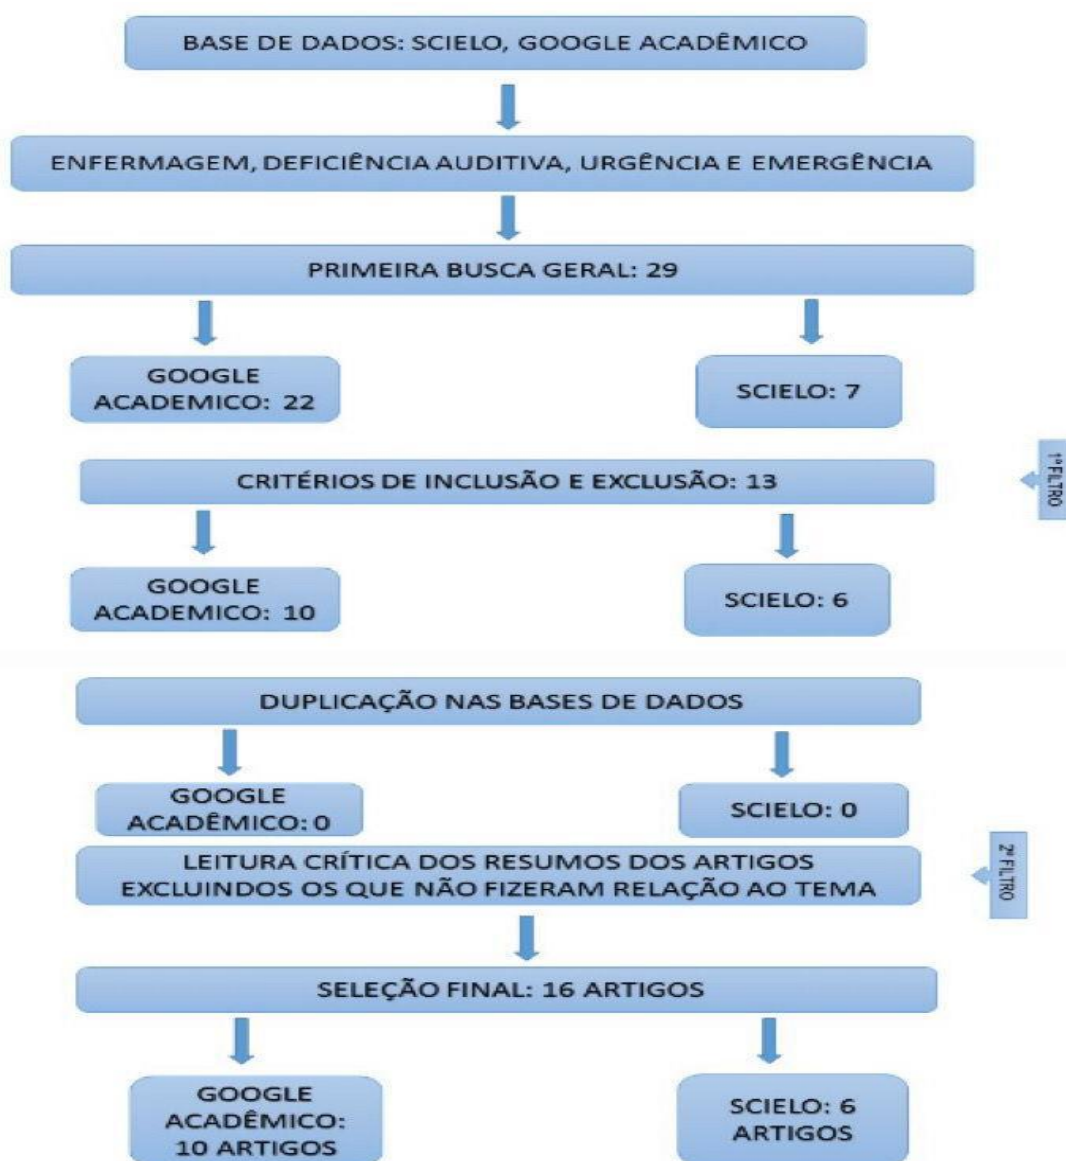 BASE DE DADOS: SCIELO, GOOGLE ACADÊMICO
ENFERMAGEM, DEFICIÊNCIA AUDITIVA, URGÊNCIA E EMERGÊNCIA
PRIMEIRA BUSCA GERAL: 29
GOOGLE
ACADEMICO: 22
SCIELO: 7
1º FILTRO
CRITÉRIOS DE INCLUSÃO E EXCLUSÃO: 13
GOOGLE
ACADEMICO: 10
SCIELO: 6
DUPLICAÇÃO NAS BASES DE DADOS
GOOGLE
ACADÊMICO: 0
SCIELO: 0
LEITURA CRÍTICA DOS RESUMOS DOS ARTIGOS
EXCLUINDOS OS QUE NÃO FIZERAM RELAÇÃO AO TEMA
2º FILTRO
SELEÇÃO FINAL: 16 ARTIGOS
GOOGLE
ACADÊMICO:
10 ARTIGOS
SCIELO: 6
ARTIGOS